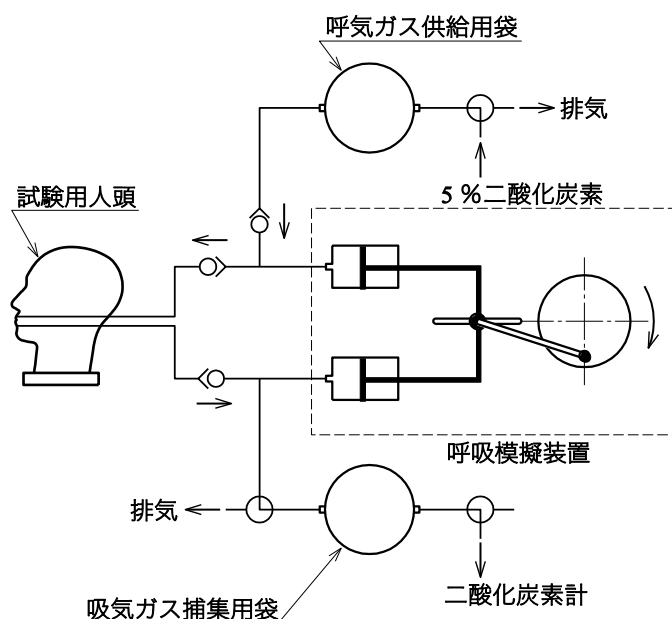 呼気ガス供給用袋
排気
5 %二酸化炭素
試験用人頭
呼吸模擬装置
排気
二酸化炭素計
吸気ガス捕集用袋